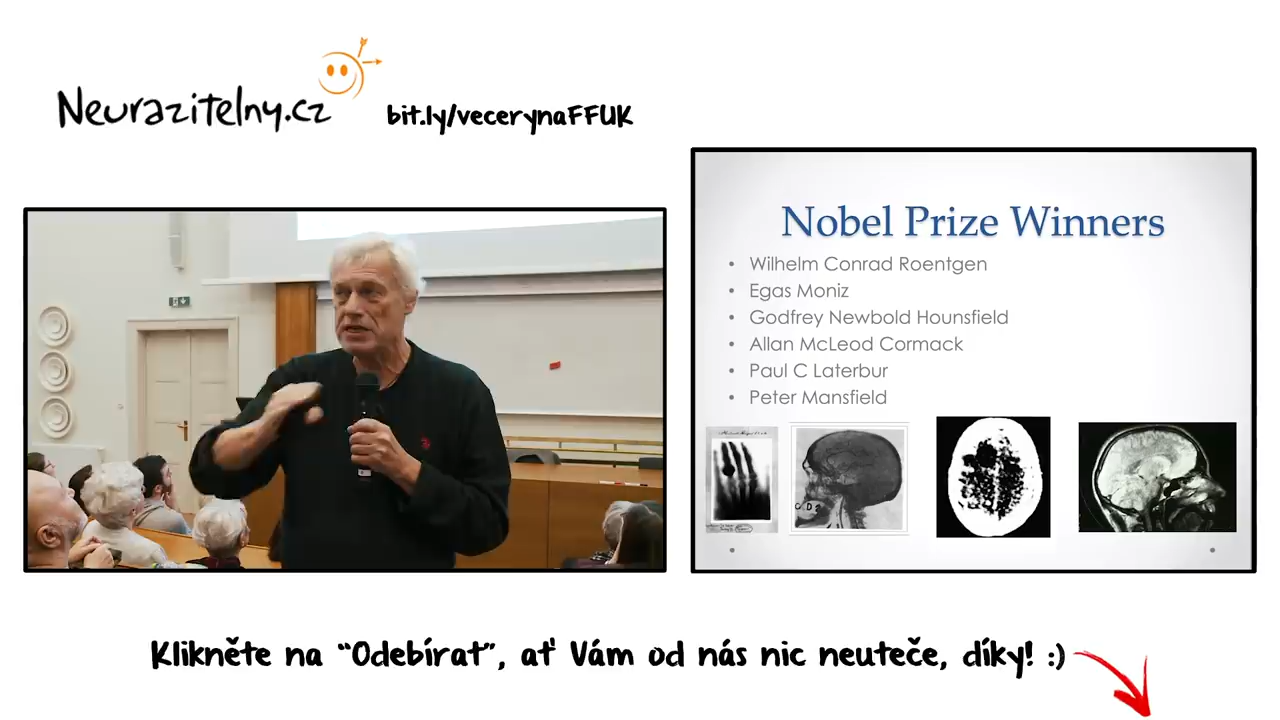 Neurazitelny.cz
bit.ly/vecerynaFFUK
Nobel Prize Winners
• Wilhelm Conrad Roentgen
• Egas Moniz
• Godfrey Newbold Hounsfield
• Allan McLeod Cormack
• Paul C Laterbur
• Peter Mansfield
Klikněte na “Odebírat”, ať Vám od nás nic neuteče, díky! :)